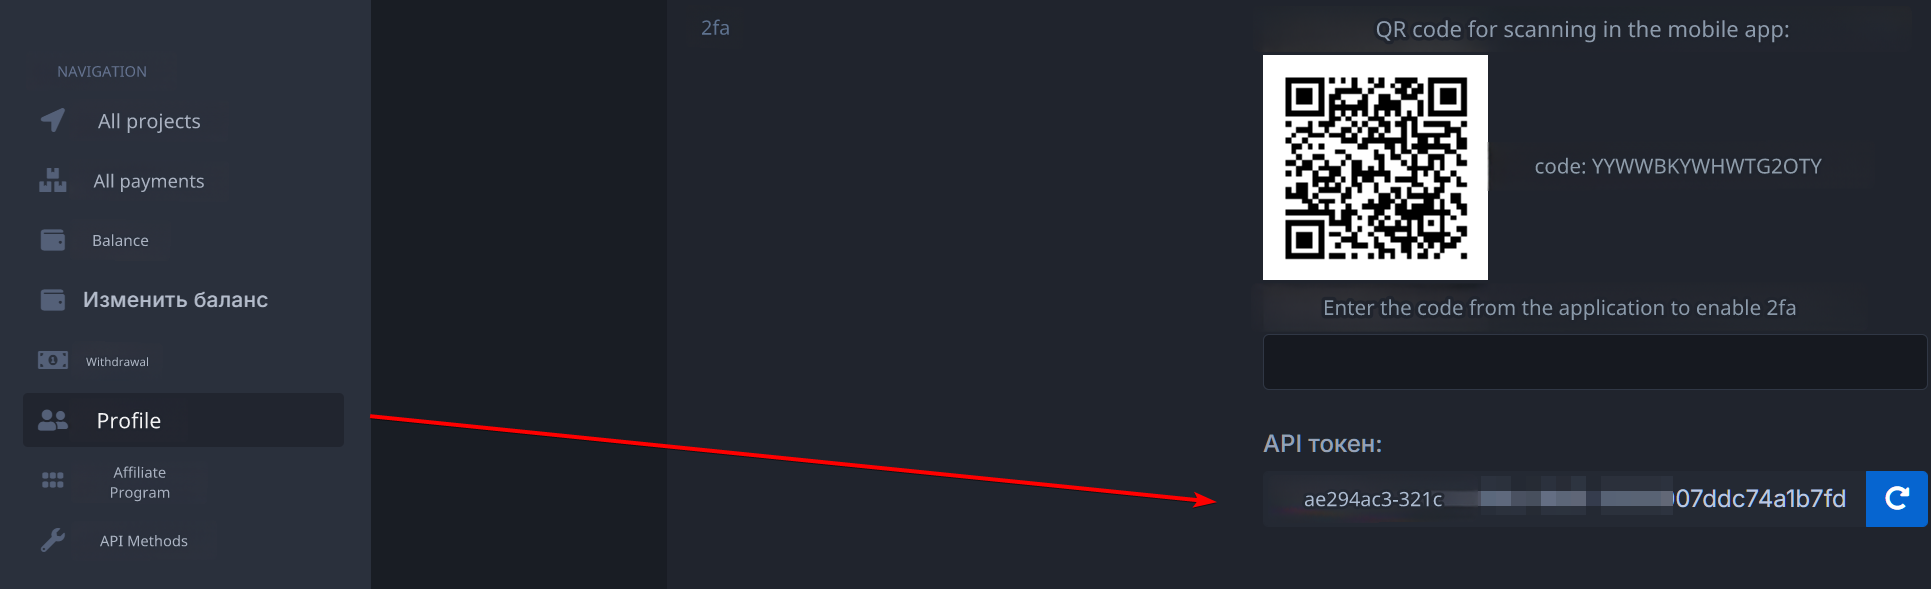 NAVIGATION
All projects
All payments
Balance
Изменить баланс
Withdrawal
Profile
Affiliate
Program
API Methods
2fa
QR code for scanning in the mobile app:
code: YYWWBKYWHWTG2OTY
Enter the code from the application to enable 2fa
API токен:
ae294ac3-321c 07ddc74a1b7fd